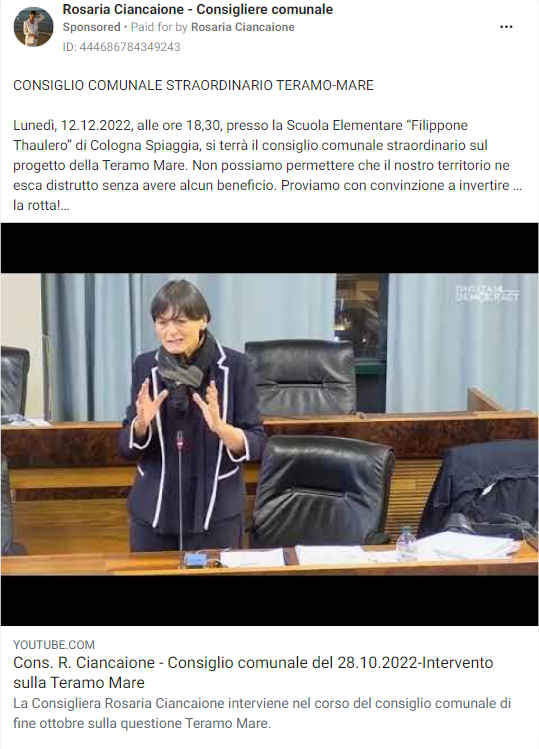 Rosaria Ciancaione - Consigliere comunale
Sponsored • Paid for by Rosaria Ciancaione
ID: 444686784349243
CONSIGLIO COMUNALE STRAORDINARIO TERAMO-MARE
Lunedì, 12.12.2022, alle ore 18,30, presso la Scuola Elementare “Filippone
Thaulero” di Cologna Spiaggia, si terrà il consiglio comunale straordinario sul
progetto della Teramo Mare. Non possiamo permettere che il nostro territorio ne
esca distrutto senza avere alcun beneficio. Proviamo con convinzione a invertire ...
la rotta!...
DIGITAL
DEMOCRACY
YOUTUBE.COM
Cons. R. Ciancaione - Consiglio comunale del 28.10.2022-Intervento
sulla Teramo Mare
La Consigliera Rosaria Ciancaione interviene nel corso del consiglio comunale di
fine ottobre sulla questione Teramo Mare.